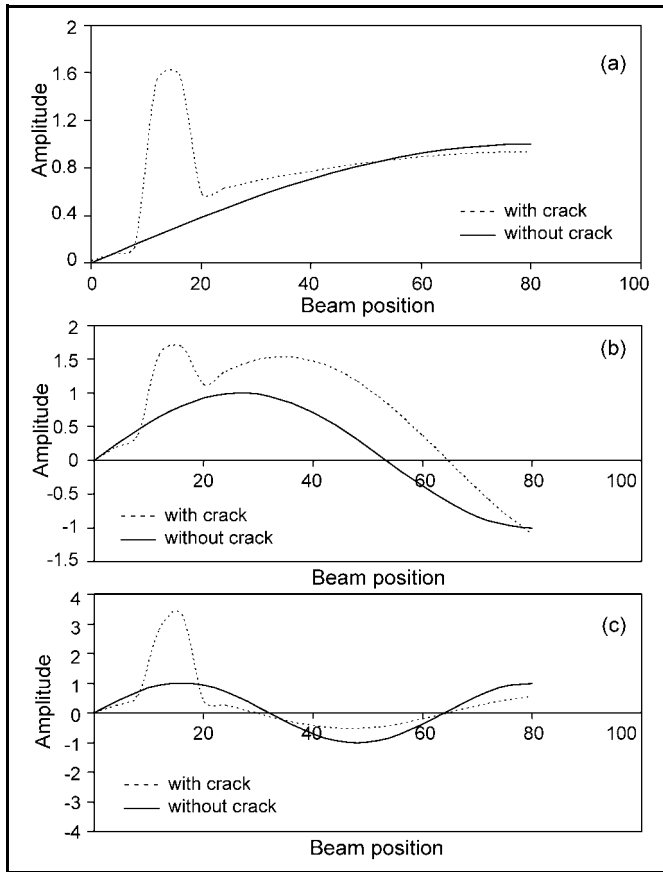 2
1.6
1.2
0.8
0.4
0
Amplitude
(a)
with crack
without crack
0 20 40 60 80 100
Beam position
2
1.5
1
0.5
0
-0.5
-1
-1.5
Amplitude
(b)
20 40 60 80 100
with crack
without crack
Beam position
4
3
2
1
0
-1
-2
-3
-4
Amplitude
(c)
20 40 60 80 100
with crack
without crack
Beam position